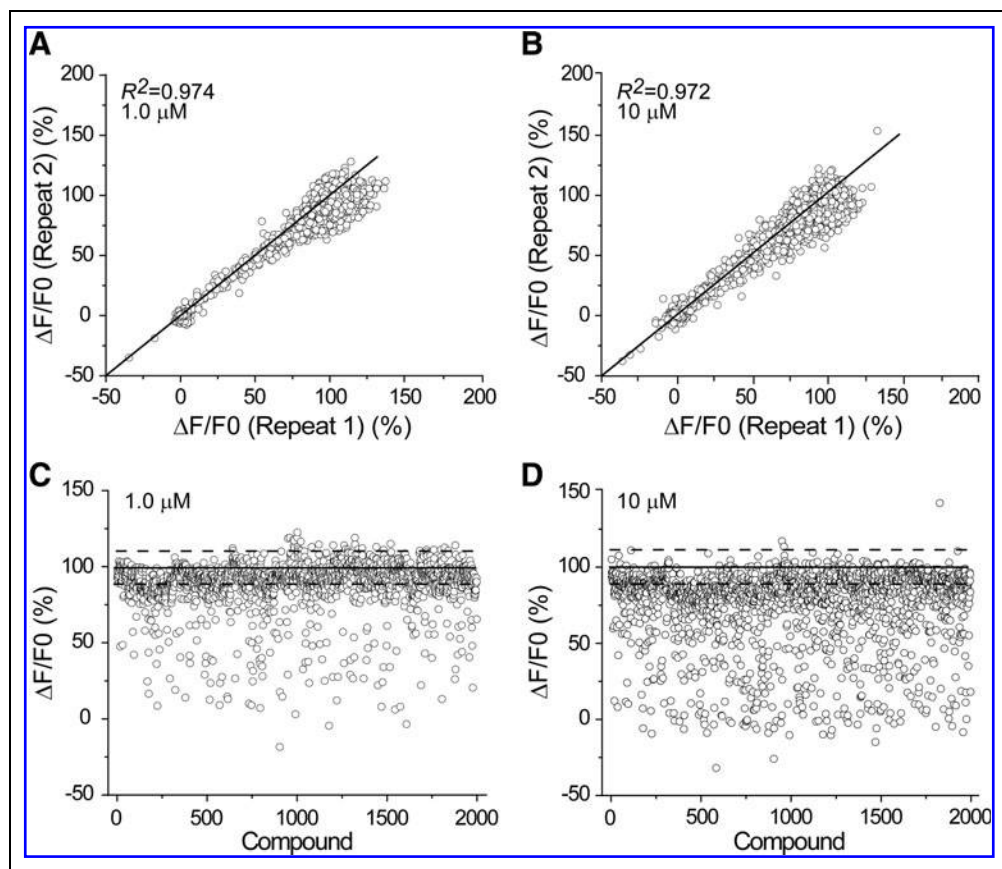 A
R²=0.974
1.0 µM
200
150
100
50
0
-50
-50 0 50 100 150 200
ΔF/F0 (Repeat 2) (%)
ΔF/F0 (Repeat 1) (%)
B
R²=0.972
10 µM
200
150
100
50
0
-50
-50 0 50 100 150 200
ΔF/F0 (Repeat 2) (%)
ΔF/F0 (Repeat 1) (%)
C
1.0 µM
150
100
50
0
-50
0 500 1000 1500 2000
ΔF/F0 (%)
Compound
D
10 µM
150
100
50
0
-50
0 500 1000 1500 2000
ΔF/F0 (%)
Compound